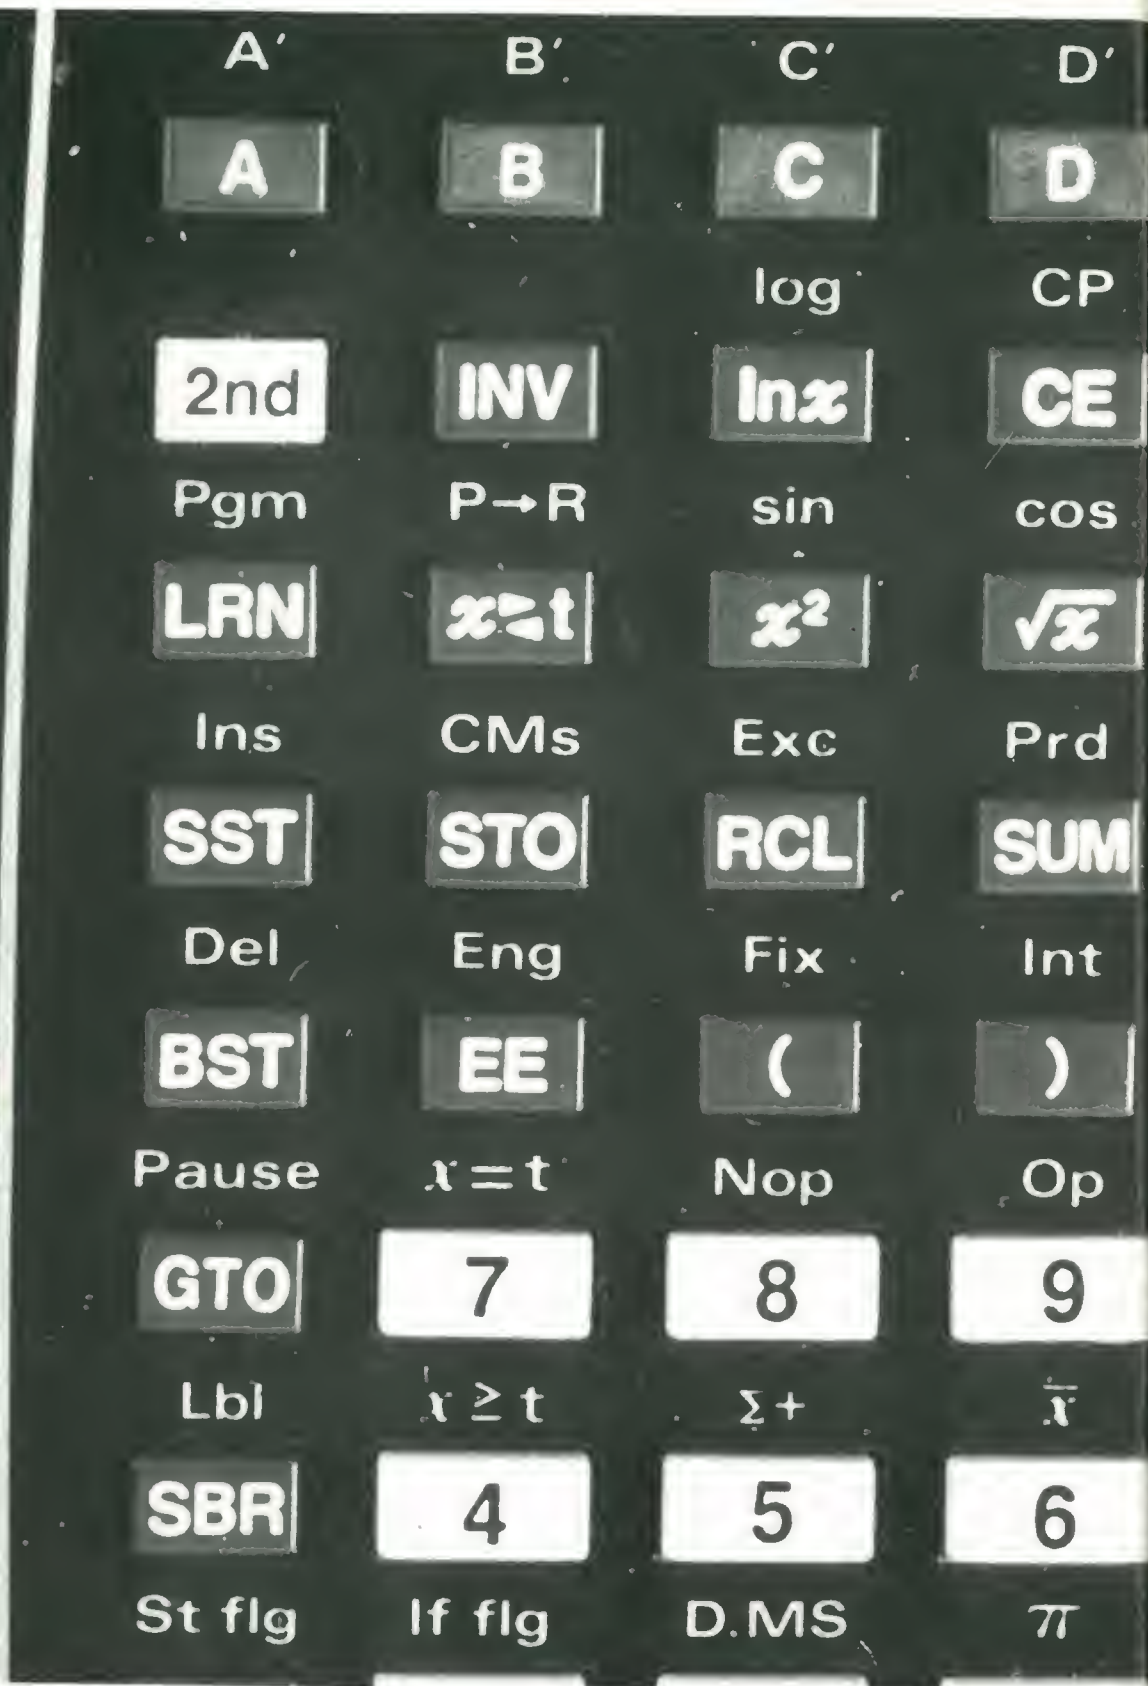 A′ B′ C′ D′
A B C D
log CP
2nd INV lnx CE
Pgm P→R sin cos
LRN x⋛t x² √x
Ins CMs Exc Prd
SST STO RCL SUM
Del Eng Fix Int
BST EE ( )
Pause x=t Nop Op
GTO 7 8 9
Lbl x≥t Σ+ x̄
SBR 4 5 6
St flg If flg D.MS π